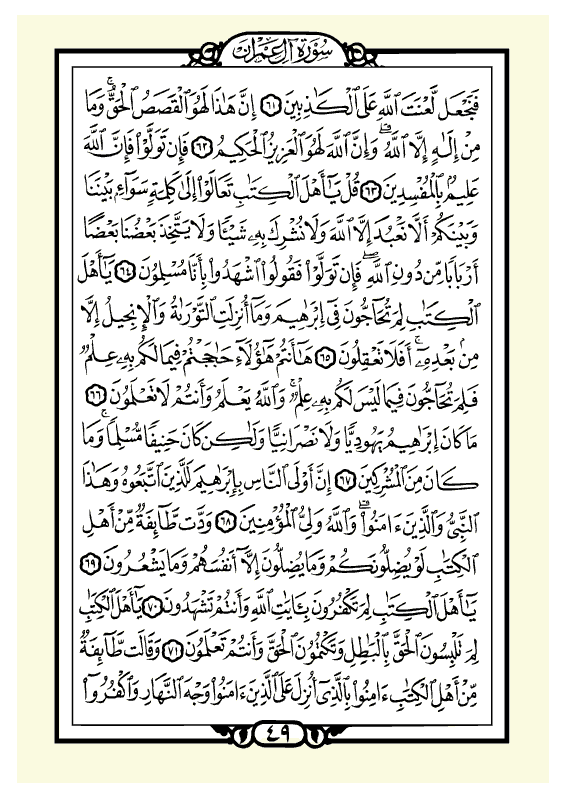 سُورَةُ آلِ عِمْرَانَ
فَنَجْعَل لَّعْنَتَ ٱللَّهِ عَلَى ٱلْكَٰذِبِينَ ٦١ إِنَّ هَٰذَا لَهُوَ ٱلْقَصَصُ ٱلْحَقُّ ۚ وَمَا
مِنْ إِلَٰهٍ إِلَّا ٱللَّهُ ۚ وَإِنَّ ٱللَّهَ لَهُوَ ٱلْعَزِيزُ ٱلْحَكِيمُ ٦٢ فَإِن تَوَلَّوْا۟ فَإِنَّ ٱللَّهَ
عَلِيمٌۢ بِٱلْمُفْسِدِينَ ٦٣ قُلْ يَٰٓأَهْلَ ٱلْكِتَٰبِ تَعَالَوْا۟ إِلَىٰ كَلِمَةٍ سَوَآءٍۭ بَيْنَنَا
وَبَيْنَكُمْ أَلَّا نَعْبُدَ إِلَّا ٱللَّهَ وَلَا نُشْرِكَ بِهِۦ شَيْـًٔا وَلَا يَتَّخِذَ بَعْضُنَا بَعْضًا
أَرْبَابًا مِّن دُونِ ٱللَّهِ ۚ فَإِن تَوَلَّوْا۟ فَقُولُوا۟ ٱشْهَدُوا۟ بِأَنَّا مُسْلِمُونَ ٦٤ يَٰٓأَهْلَ
ٱلْكِتَٰبِ لِمَ تُحَآجُّونَ فِىٓ إِبْرَٰهِيمَ وَمَآ أُنزِلَتِ ٱلتَّوْرَىٰةُ وَٱلْإِنجِيلُ إِلَّا
مِنۢ بَعْدِهِۦٓ ۚ أَفَلَا تَعْقِلُونَ ٦٥ هَٰٓأَنتُمْ هَٰٓؤُلَآءِ حَٰجَجْتُمْ فِيمَا لَكُم بِهِۦ عِلْمٌ
فَلِمَ تُحَآجُّونَ فِيمَا لَيْسَ لَكُم بِهِۦ عِلْمٌ ۚ وَٱللَّهُ يَعْلَمُ وَأَنتُمْ لَا تَعْلَمُونَ ٦٦
مَا كَانَ إِبْرَٰهِيمُ يَهُودِيًّا وَلَا نَصْرَانِيًّا وَلَٰكِن كَانَ حَنِيفًا مُّسْلِمًا ۚ وَمَا
كَانَ مِنَ ٱلْمُشْرِكِينَ ٦٧ إِنَّ أَوْلَى ٱلنَّاسِ بِإِبْرَٰهِيمَ لَلَّذِينَ ٱتَّبَعُوهُ وَهَٰذَا
ٱلنَّبِىُّ وَٱلَّذِينَ ءَامَنُوا۟ ۗ وَٱللَّهُ وَلِىُّ ٱلْمُؤْمِنِينَ ٦٨ وَدَّت طَّآئِفَةٌ مِّنْ أَهْلِ
ٱلْكِتَٰبِ لَوْ يُضِلُّونَكُمْ وَمَا يُضِلُّونَ إِلَّآ أَنفُسَهُمْ وَمَا يَشْعُرُونَ ٦٩
يَٰٓأَهْلَ ٱلْكِتَٰبِ لِمَ تَكْفُرُونَ بِـَٔايَٰتِ ٱللَّهِ وَأَنتُمْ تَشْهَدُونَ ٧٠ يَٰٓأَهْلَ ٱلْكِتَٰبِ
لِمَ تَلْبِسُونَ ٱلْحَقَّ بِٱلْبَٰطِلِ وَتَكْتُمُونَ ٱلْحَقَّ وَأَنتُمْ تَعْلَمُونَ ٧١ وَقَالَت طَّآئِفَةٌ
مِّنْ أَهْلِ ٱلْكِتَٰبِ ءَامِنُوا۟ بِٱلَّذِىٓ أُنزِلَ عَلَى ٱلَّذِينَ ءَامَنُوا۟ وَجْهَ ٱلنَّهَارِ وَٱكْفُرُوٓا۟
٤٩